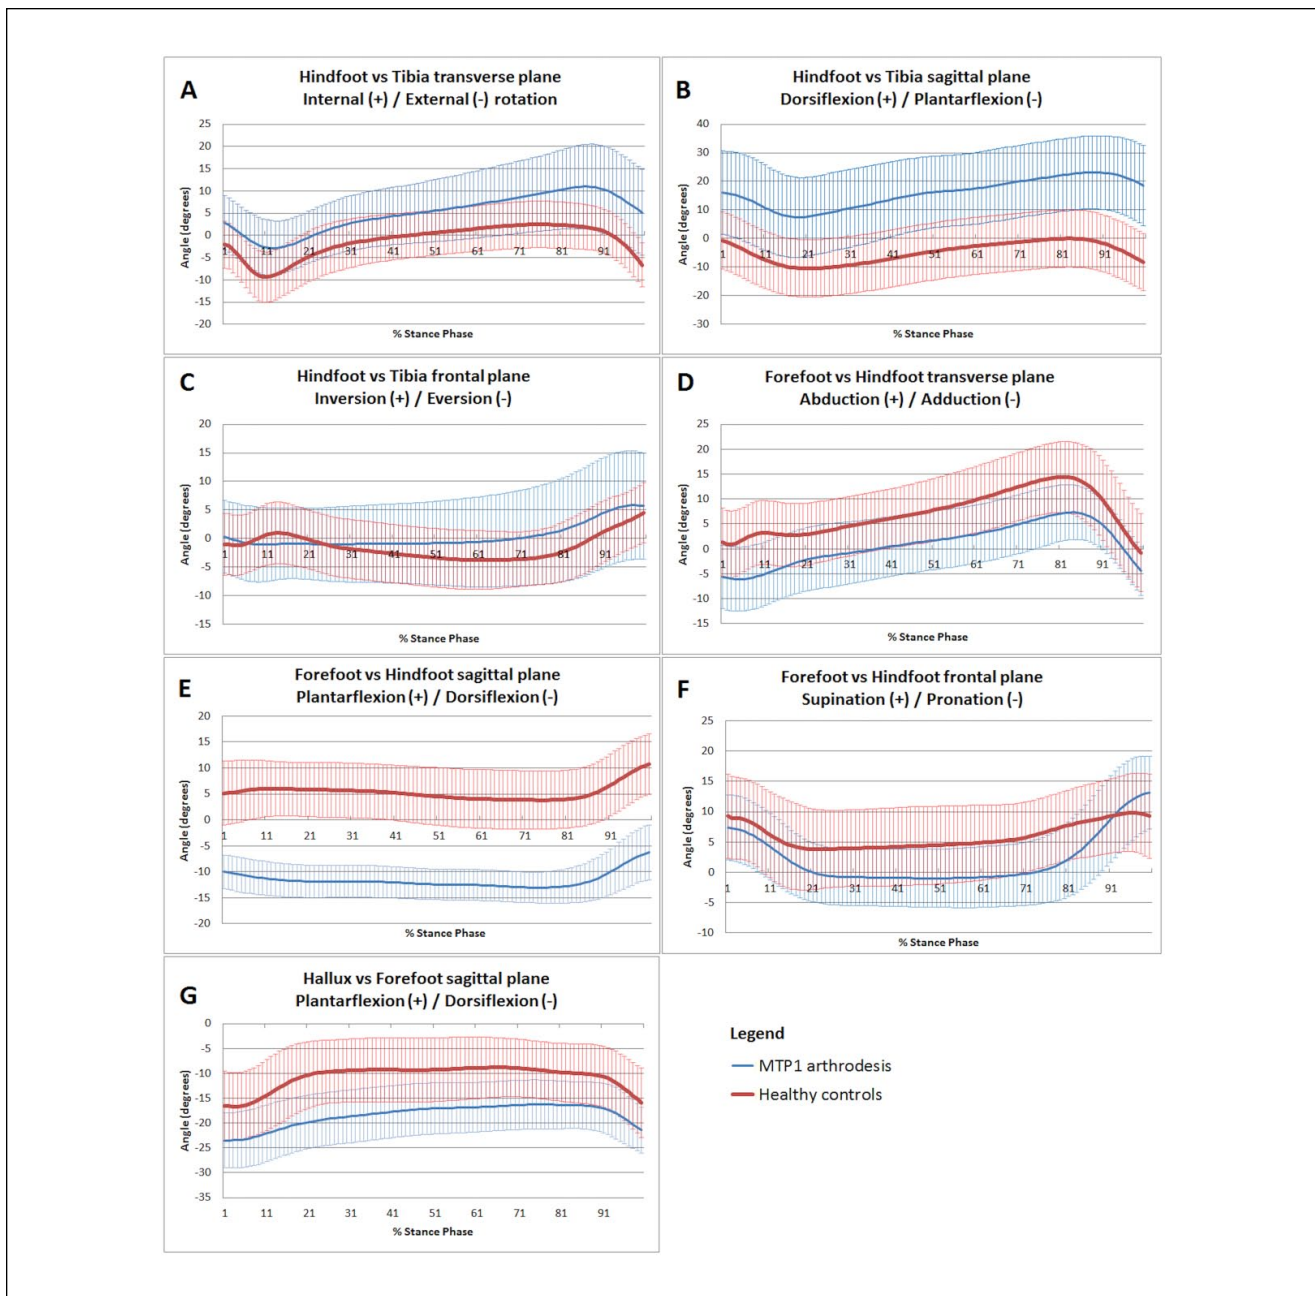 A
Hindfoot vs Tibia transverse plane
Internal (+) / External (-) rotation
25
20
15
10
5
0
-5
-10
-15
-20
Angle (degrees)
1 11 21 31 41 51 61 71 81 91
% Stance Phase
B
Hindfoot vs Tibia sagittal plane
Dorsiflexion (+) / Plantarflexion (-)
40
30
20
10
0
-10
-20
-30
Angle (degrees)
1 11 21 31 41 51 61 71 81 91
% Stance Phase
C
Hindfoot vs Tibia frontal plane
Inversion (+) / Eversion (-)
20
15
10
5
0
-5
-10
-15
Angle (degrees)
1 11 21 31 41 51 61 71 81 91
% Stance Phase
D
Forefoot vs Hindfoot transverse plane
Abduction (+) / Adduction (-)
25
20
15
10
5
0
-5
-10
-15
Angle (degrees)
1 11 21 31 41 51 61 71 81 91
% Stance Phase
E
Forefoot vs Hindfoot sagittal plane
Plantarflexion (+) / Dorsiflexion (-)
20
15
10
5
0
-5
-10
-15
-20
Angle (degrees)
1 11 21 31 41 51 61 71 81 91
% Stance Phase
F
Forefoot vs Hindfoot frontal plane
Supination (+) / Pronation (-)
25
20
15
10
5
0
-5
-10
Angle (degrees)
1 11 21 31 41 51 61 71 81 91
% Stance Phase
G
Hallux vs Forefoot sagittal plane
Plantarflexion (+) / Dorsiflexion (-)
0
-5
-10
-15
-20
-25
-30
-35
Angle (degrees)
1 11 21 31 41 51 61 71 81 91
% Stance Phase
Legend
MTP1 arthrodesis
Healthy controls